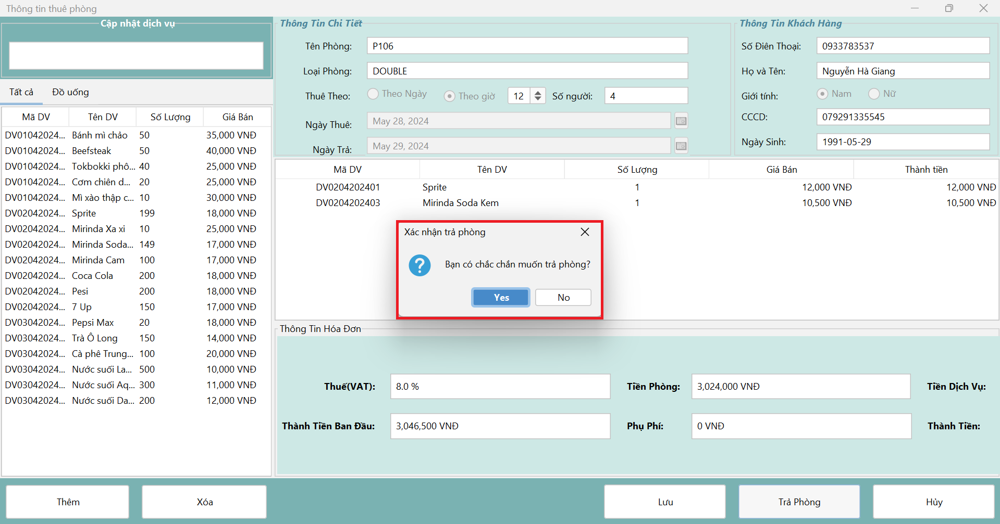 Thông tin thuê phòng
Cập nhật dịch vụ
Tất cả
Đồ uống
Mã DV Tên DV Số Lượng Giá Bán
DV01042024... Bánh mì chảo 50 35,000 VNĐ
DV01042024... Beefsteak 50 40,000 VNĐ
DV01042024... Tokbokki phô... 40 25,000 VNĐ
DV01042024... Cơm chiên d... 20 25,000 VNĐ
DV01042024... Mì xào thập c... 10 30,000 VNĐ
DV02042024... Sprite 199 18,000 VNĐ
DV02042024... Mirinda Xa xi 10 25,000 VNĐ
DV02042024... Mirinda Soda... 149 17,000 VNĐ
DV02042024... Mirinda Cam 100 17,000 VNĐ
DV02042024... Coca Cola 200 18,000 VNĐ
DV02042024... Pesi 200 18,000 VNĐ
DV02042024... 7 Up 150 17,000 VNĐ
DV03042024... Pepsi Max 20 18,000 VNĐ
DV03042024... Trà Ô Long 150 14,000 VNĐ
DV03042024... Cà phê Trung... 100 20,000 VNĐ
DV03042024... Nước suối La... 500 10,000 VNĐ
DV03042024... Nước suối Aq... 300 11,000 VNĐ
DV03042024... Nước suối Da... 200 12,000 VNĐ
Thêm
Xóa
Thông Tin Chi Tiết
Tên Phòng: P106
Loại Phòng: DOUBLE
Thuê Theo: Theo Ngày Theo giờ 12 Số người: 4
Ngày Thuê: May 28, 2024
Ngày Trả: May 29, 2024
Thông Tin Khách Hàng
Số Điên Thoại: 0933783537
Họ và Tên: Nguyễn Hà Giang
Giới tính: Nam Nữ
CCCD: 079291335545
Ngày Sinh: 1991-05-29
Mã DV Tên DV Số Lượng Giá Bán Thành tiền
DV0204202401 Sprite 1 12,000 VNĐ 12,000 VNĐ
DV0204202403 Mirinda Soda Kem 1 10,500 VNĐ 10,500 VNĐ
Xác nhận trả phòng
Bạn có chắc chắn muốn trả phòng?
Yes
No
Thông Tin Hóa Đơn
Thuế(VAT): 8.0 % Tiền Phòng: 3,024,000 VNĐ Tiền Dịch Vụ:
Thành Tiền Ban Đầu: 3,046,500 VNĐ Phụ Phí: 0 VNĐ Thành Tiền:
Lưu
Trả Phòng
Hủy